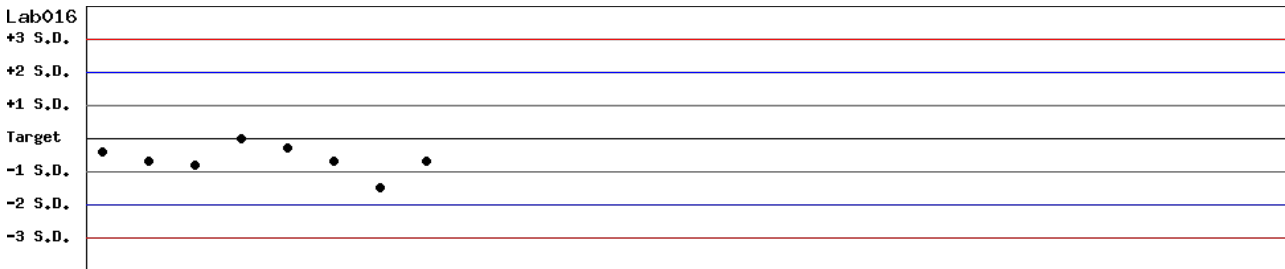 Lab016
+3 S.D.
+2 S.D.
+1 S.D.
Target
-1 S.D.
-2 S.D.
-3 S.D.